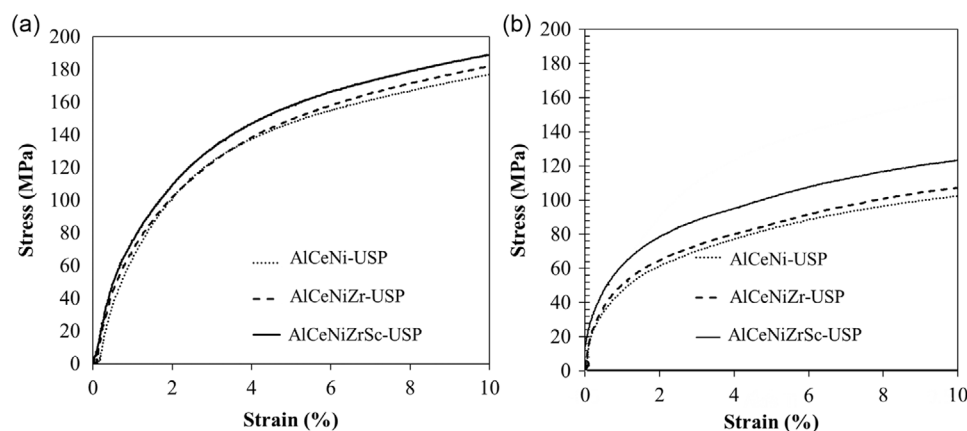 (a)
200
180
160
140
120
100
80
60
40
20
0
Stress (MPa)
AlCeNi-USP
AlCeNiZr-USP
AlCeNiZrSc-USP
0 2 4 6 8 10
Strain (%)
(b)
200
180
160
140
120
100
80
60
40
20
0
Stress (MPa)
AlCeNi-USP
AlCeNiZr-USP
AlCeNiZrSc-USP
0 2 4 6 8 10
Strain (%)